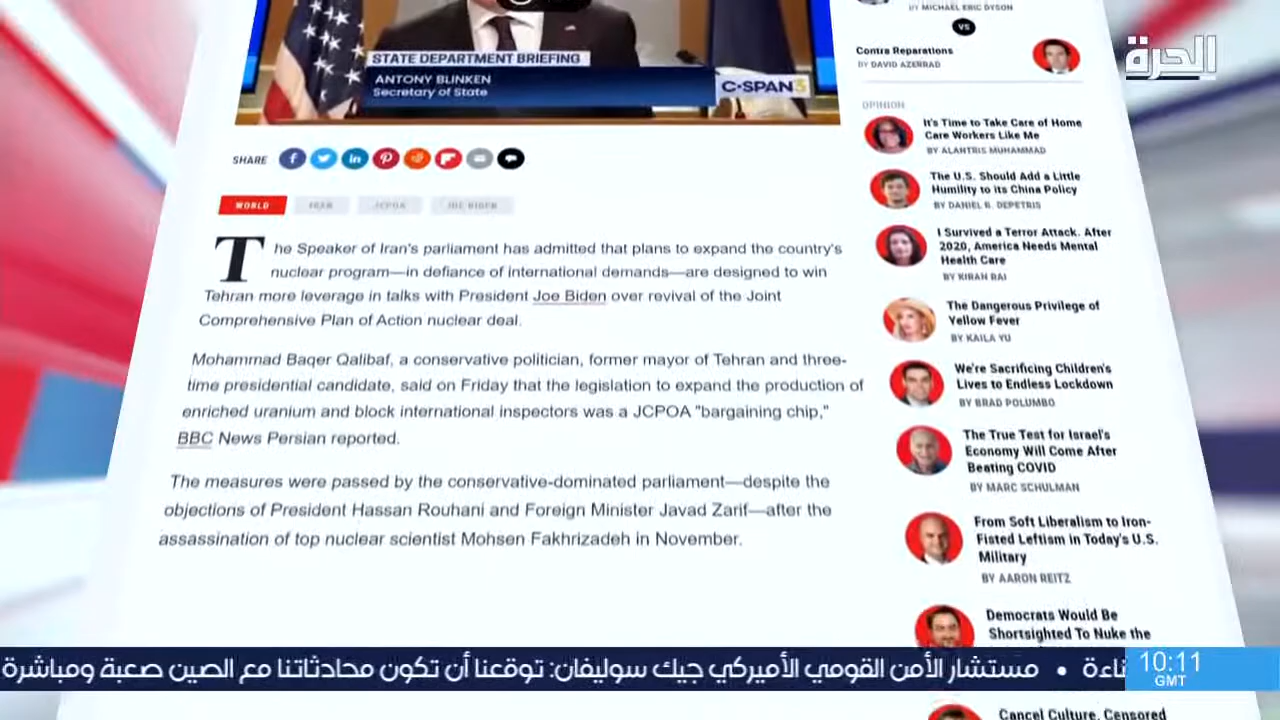 BY MICHAEL ERIC DYSON
VS
Contra Reparations
BY DAVID AZERRAD
الحرة
STATE DEPARTMENT BRIEFING
ANTONY BLINKEN
Secretary of State
C-SPAN3
SHARE
WORLD
IRAN
JCPOA
JOE BIDEN
The Speaker of Iran's parliament has admitted that plans to expand the country's
nuclear program—in defiance of international demands—are designed to win
Tehran more leverage in talks with President Joe Biden over revival of the Joint
Comprehensive Plan of Action nuclear deal.
Mohammad Baqer Qalibaf, a conservative politician, former mayor of Tehran and three-
time presidential candidate, said on Friday that the legislation to expand the production of
enriched uranium and block international inspectors was a JCPOA "bargaining chip,"
BBC News Persian reported.
The measures were passed by the conservative-dominated parliament—despite the
objections of President Hassan Rouhani and Foreign Minister Javad Zarif—after the
assassination of top nuclear scientist Mohsen Fakhrizadeh in November.
OPINION
It's Time to Take Care of Home
Care Workers Like Me
BY ALANTRIS MUHAMMAD
The U.S. Should Add a Little
Humility to its China Policy
BY DANIEL R. DEPETRIS
I Survived a Terror Attack. After
2020, America Needs Mental
Health Care
BY KIRAN RAI
The Dangerous Privilege of
Yellow Fever
BY KAILA YU
We're Sacrificing Children's
Lives to Endless Lockdown
BY BRAD POLUMBO
The True Test for Israel's
Economy Will Come After
Beating COVID
BY MARC SCHULMAN
From Soft Liberalism to Iron-
Fisted Leftism in Today's U.S.
Military
BY AARON REITZ
Democrats Would Be
Shortsighted To Nuke the
Cancel Culture, Censored
مستشار الأمن القومي الأميركي جيك سوليفان: توقعنا أن تكون محادثاتنا مع الصين صعبة ومباشرة
10:11
GMT